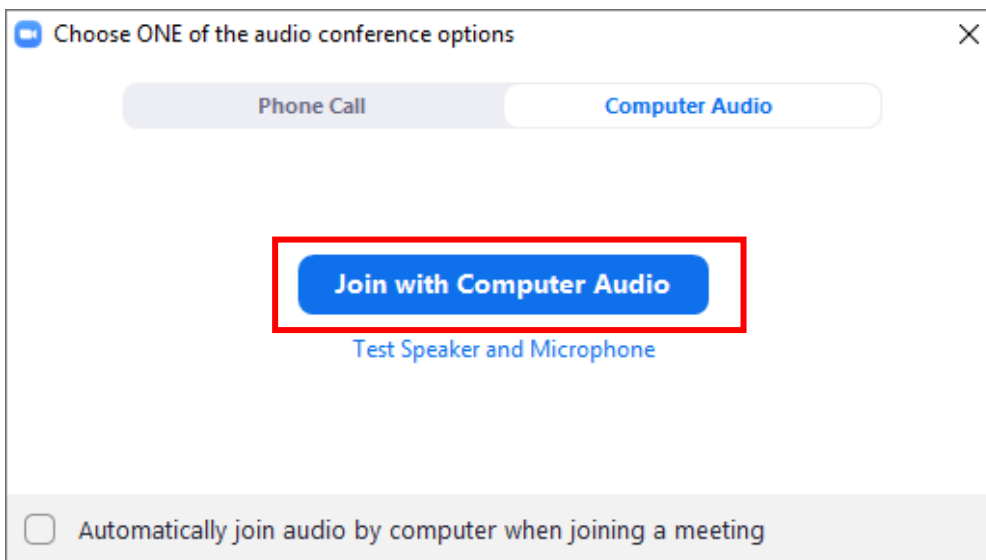 Choose ONE of the audio conference options
Phone Call
Computer Audio
Join with Computer Audio
Test Speaker and Microphone
Automatically join audio by computer when joining a meeting